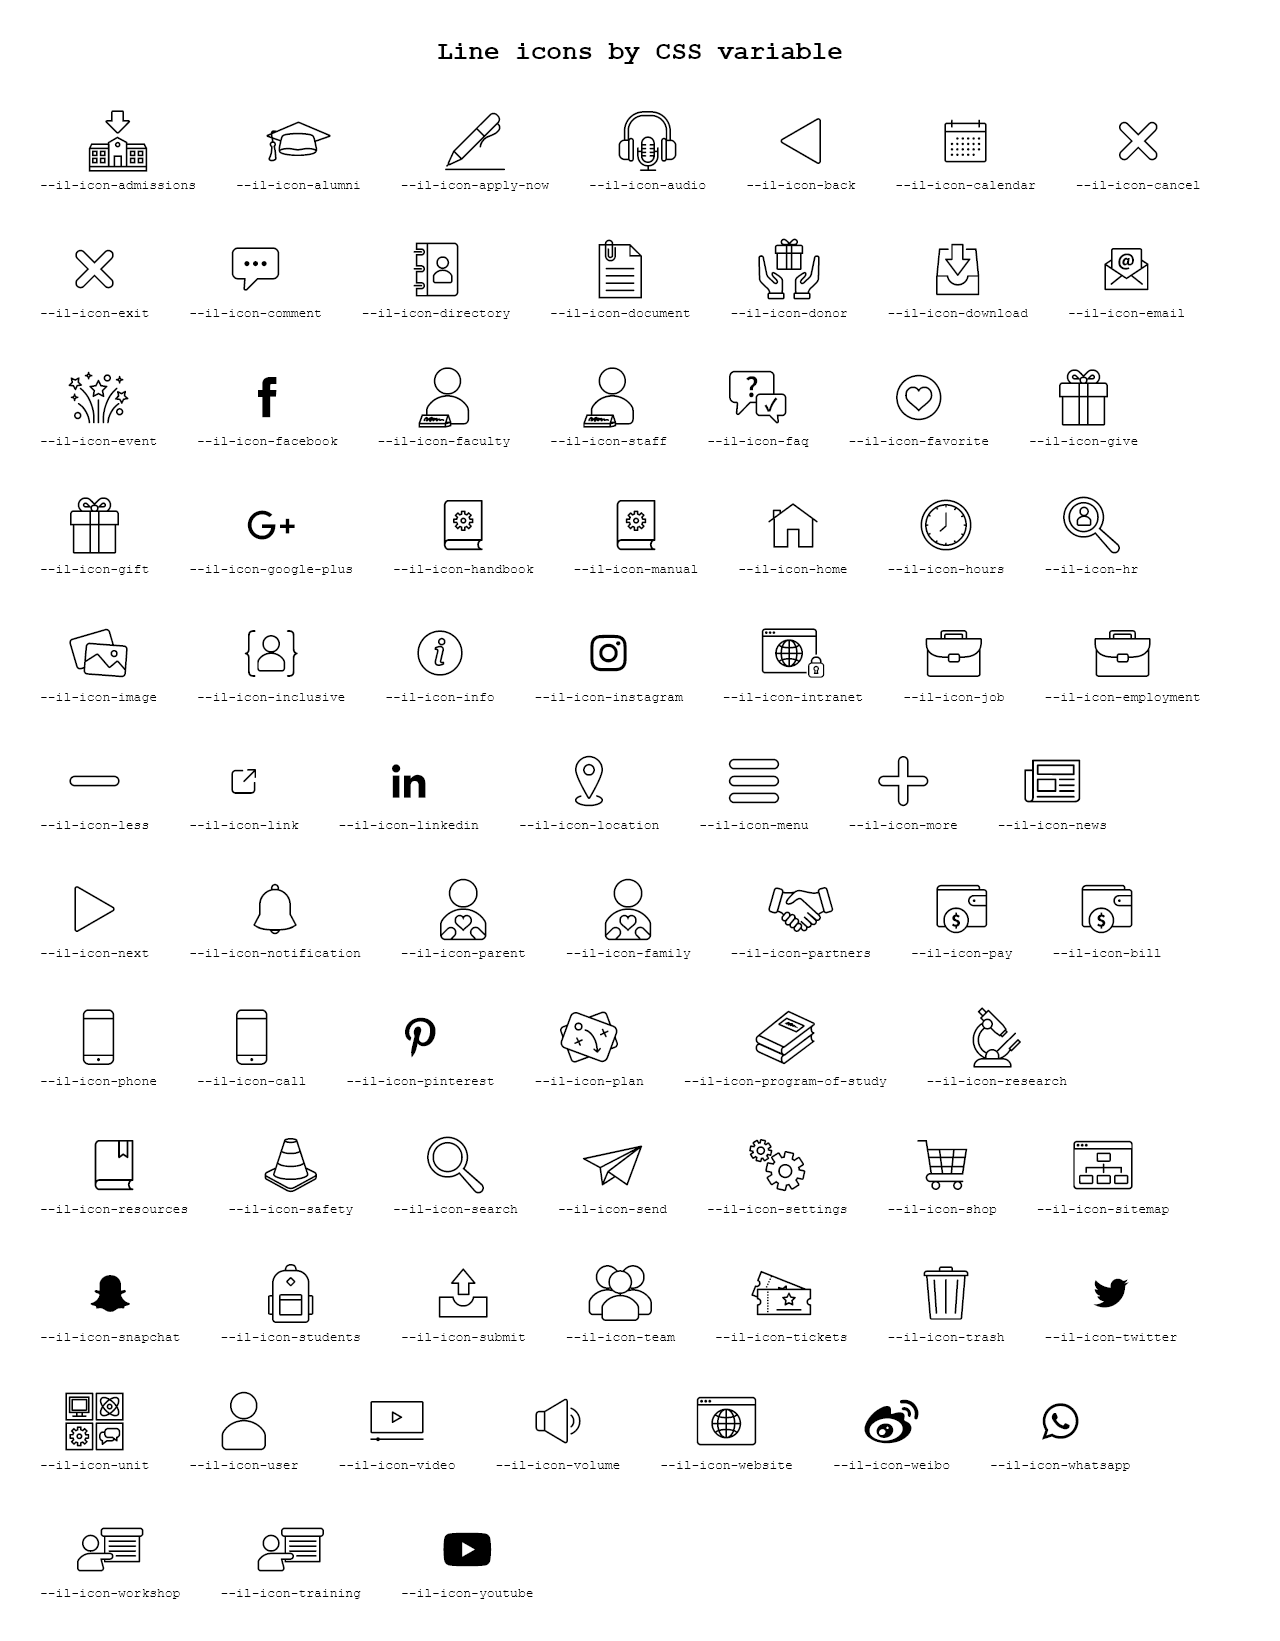 Line icons by CSS variable
--il-icon-admissions --il-icon-alumni --il-icon-apply-now --il-icon-audio --il-icon-back --il-icon-calendar --il-icon-cancel
@
--il-icon-exit --il-icon-comment --il-icon-directory --il-icon-document --il-icon-donor --il-icon-download --il-icon-email
?
--il-icon-event --il-icon-facebook --il-icon-faculty --il-icon-staff --il-icon-faq --il-icon-favorite --il-icon-give
G+
--il-icon-gift --il-icon-google-plus --il-icon-handbook --il-icon-manual --il-icon-home --il-icon-hours --il-icon-hr
i
--il-icon-image --il-icon-inclusive --il-icon-info --il-icon-instagram --il-icon-intranet --il-icon-job --il-icon-employment
in
--il-icon-less --il-icon-link --il-icon-linkedin --il-icon-location --il-icon-menu --il-icon-more --il-icon-news
$ $
--il-icon-next --il-icon-notification --il-icon-parent --il-icon-family --il-icon-partners --il-icon-pay --il-icon-bill
--il-icon-phone --il-icon-call --il-icon-pinterest --il-icon-plan --il-icon-program-of-study --il-icon-research
--il-icon-resources --il-icon-safety --il-icon-search --il-icon-send --il-icon-settings --il-icon-shop --il-icon-sitemap
--il-icon-snapchat --il-icon-students --il-icon-submit --il-icon-team --il-icon-tickets --il-icon-trash --il-icon-twitter
--il-icon-unit --il-icon-user --il-icon-video --il-icon-volume --il-icon-website --il-icon-weibo --il-icon-whatsapp
--il-icon-workshop --il-icon-training --il-icon-youtube